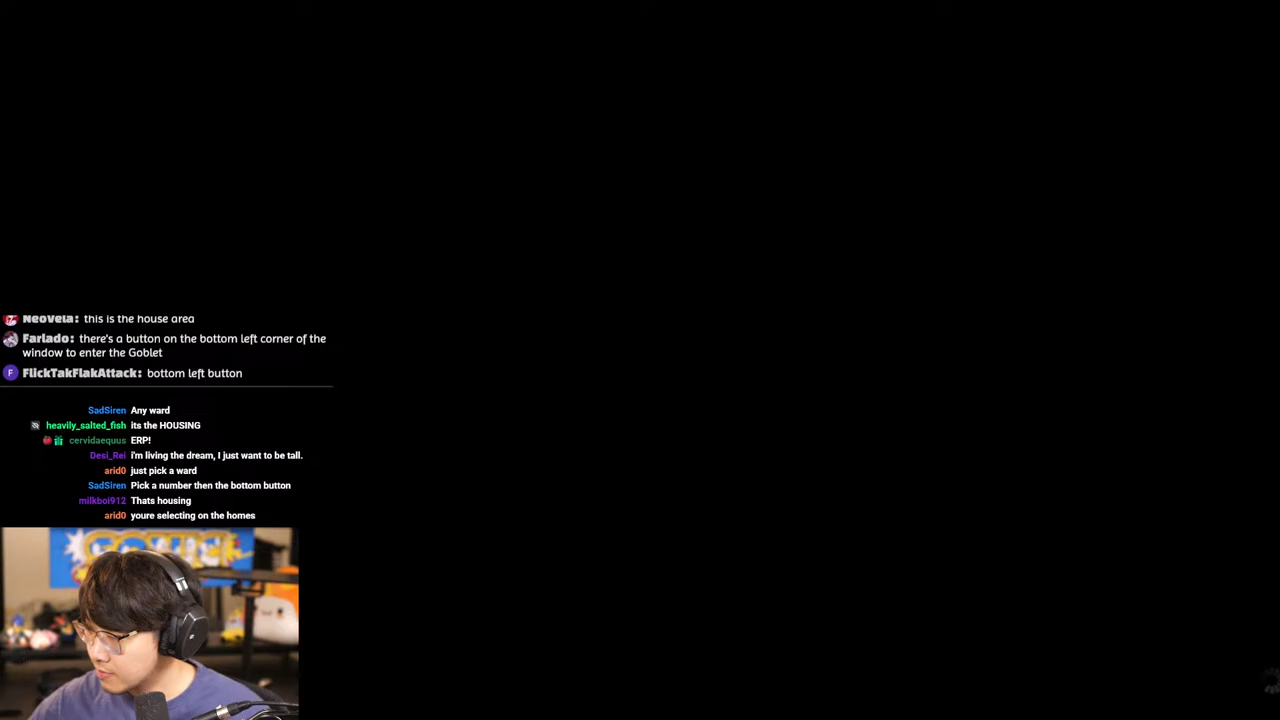 NeoVela: this is the house area
Farlado: there's a button on the bottom left corner of the
window to enter the Goblet
FlickTakFlakAttack: bottom left button
SadSiren Any ward
heavily_salted_fish its the HOUSING
cervidaequus ERP!
Desi_Rei i'm living the dream, I just want to be tall.
arid0 just pick a ward
SadSiren Pick a number then the bottom button
milkboi912 Thats housing
arid0 youre selecting on the homes
SONIC